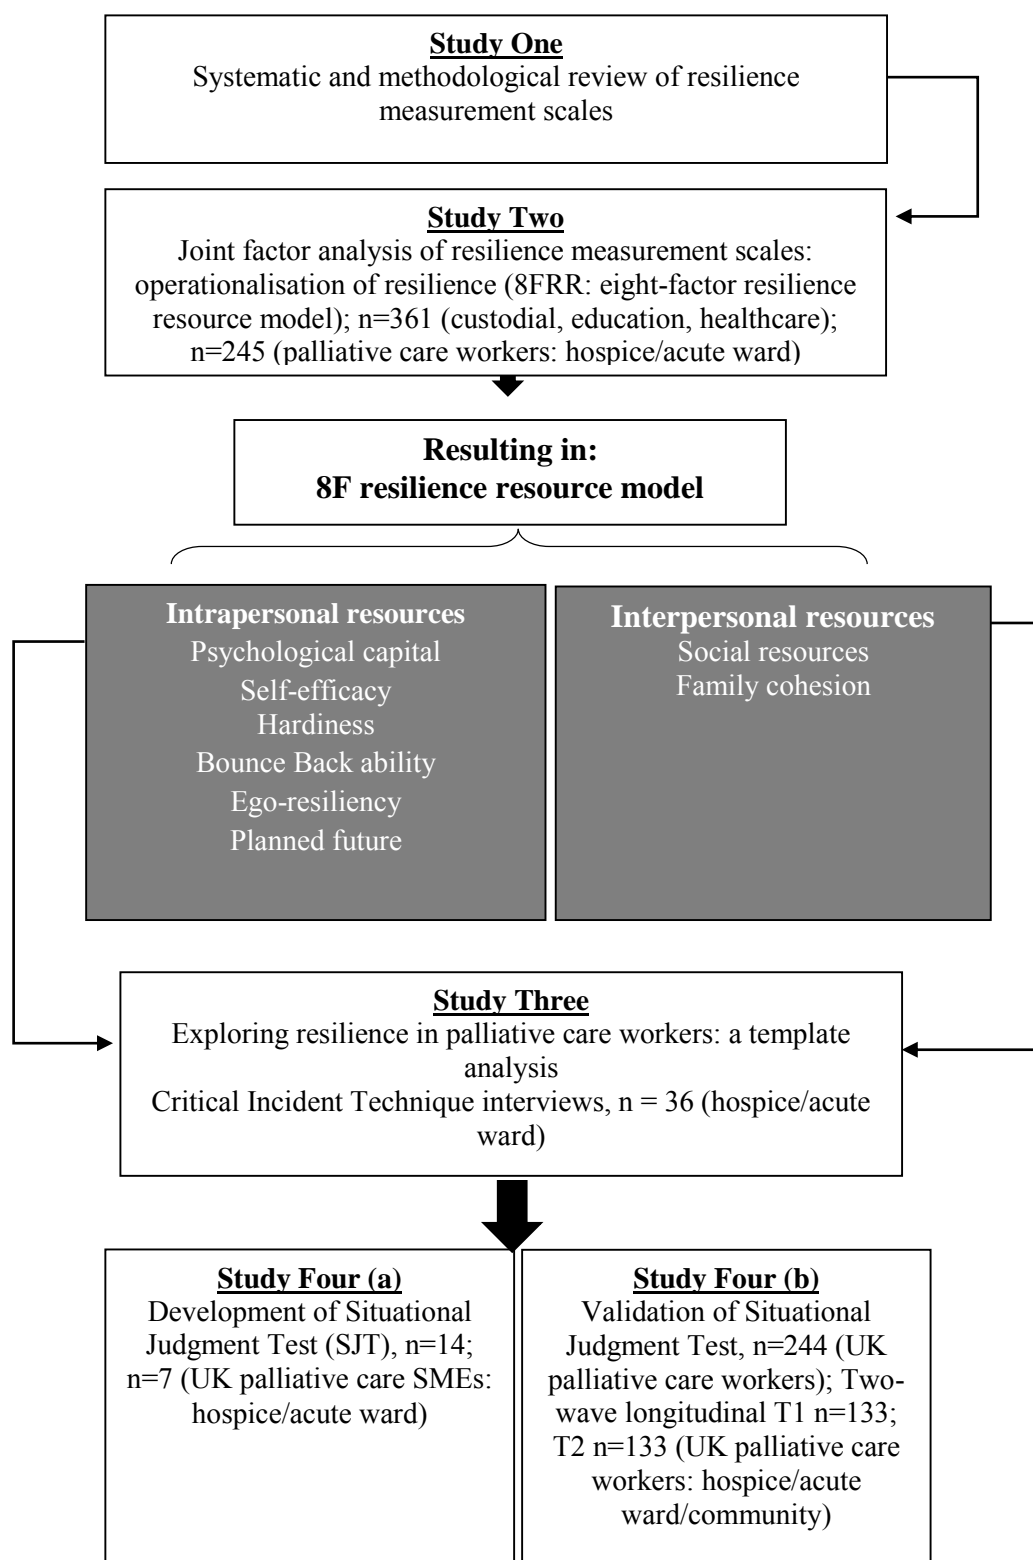 Study One
Systematic and methodological review of resilience
measurement scales
Study Two
Joint factor analysis of resilience measurement scales:
operationalisation of resilience (8FRR: eight-factor resilience
resource model); n=361 (custodial, education, healthcare);
n=245 (palliative care workers: hospice/acute ward)
Resulting in:
8F resilience resource model
Intrapersonal resources
Psychological capital
Self-efficacy
Hardiness
Bounce Back ability
Ego-resiliency
Planned future
Interpersonal resources
Social resources
Family cohesion
Study Three
Exploring resilience in palliative care workers: a template
analysis
Critical Incident Technique interviews, n = 36 (hospice/acute
ward)
Study Four (a)
Development of Situational
Judgment Test (SJT), n=14;
n=7 (UK palliative care SMEs:
hospice/acute ward)
Study Four (b)
Validation of Situational
Judgment Test, n=244 (UK
palliative care workers); Two-
wave longitudinal T1 n=133;
T2 n=133 (UK palliative care
workers: hospice/acute
ward/community)